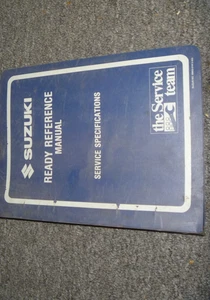 SUZUKI
READY REFERENCE
MANUAL
SERVICE SPECIFICATIONS
the Service
team